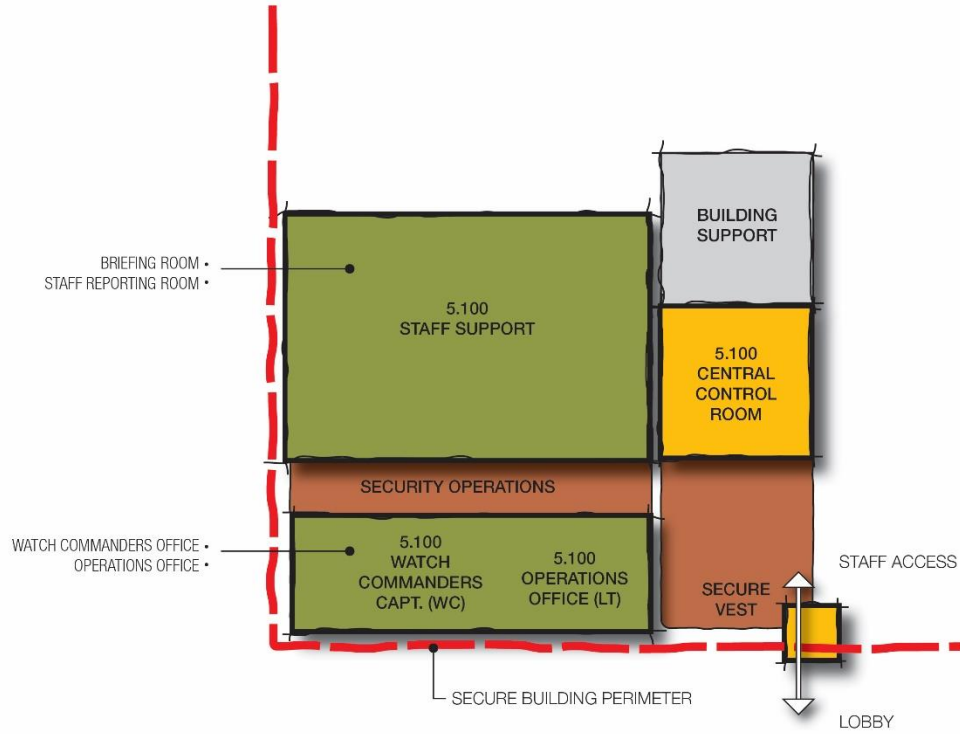 BUILDING
SUPPORT
BRIEFING ROOM •
STAFF REPORTING ROOM •
5.100
STAFF SUPPORT
5.100
CENTRAL
CONTROL
ROOM
SECURITY OPERATIONS
WATCH COMMANDERS OFFICE •
OPERATIONS OFFICE •
5.100
WATCH
COMMANDERS
CAPT. (WC)
5.100
OPERATIONS
OFFICE (LT)
SECURE
VEST
STAFF ACCESS
SECURE BUILDING PERIMETER
LOBBY